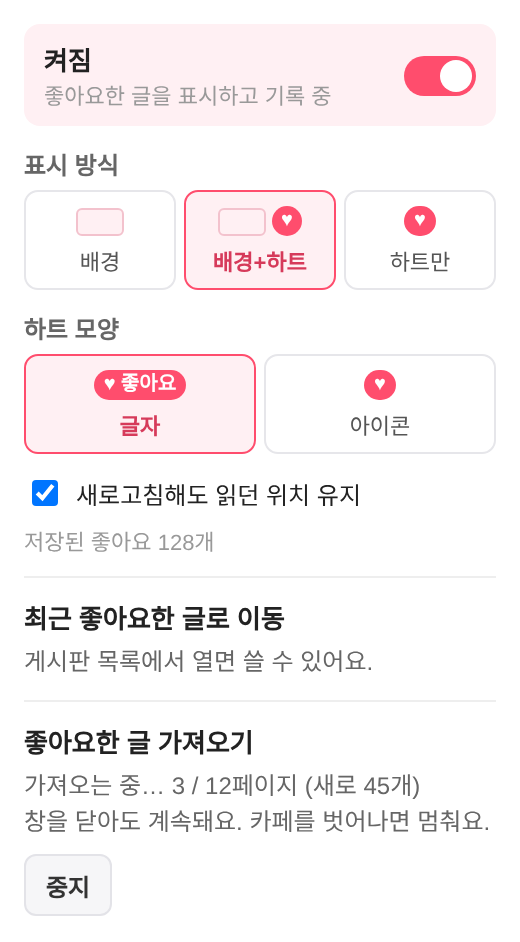 켜짐
좋아요한 글을 표시하고 기록 중
표시 방식
배경
♥
배경+하트
♥
하트만
하트 모양
♥ 좋아요
글자
♥
아이콘
새로고침해도 읽던 위치 유지
저장된 좋아요 128개
최근 좋아요한 글로 이동
게시판 목록에서 열면 쓸 수 있어요.
좋아요한 글 가져오기
가져오는 중… 3 / 12페이지 (새로 45개)
창을 닫아도 계속돼요. 카페를 벗어나면 멈춰요.
중지